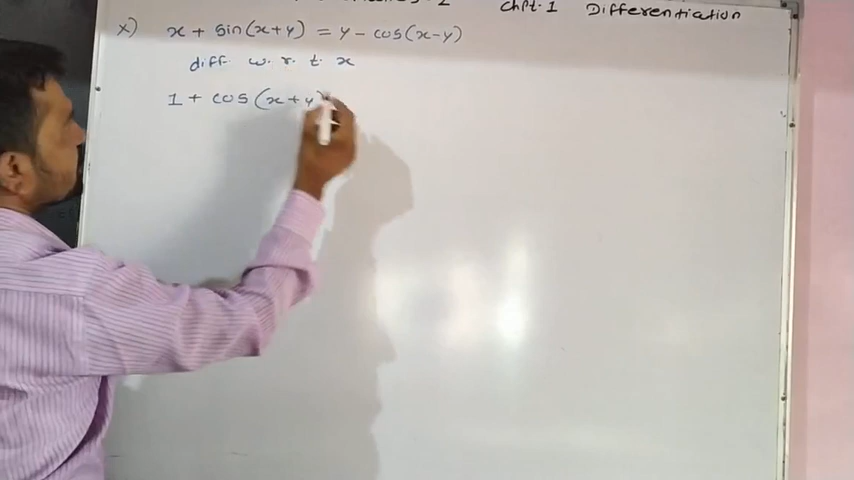 Chpt. 1 Differentiation
x) x + sin(x+y) = y - cos(x-y)
diff. w. r. t. x
1 + cos(x+y)